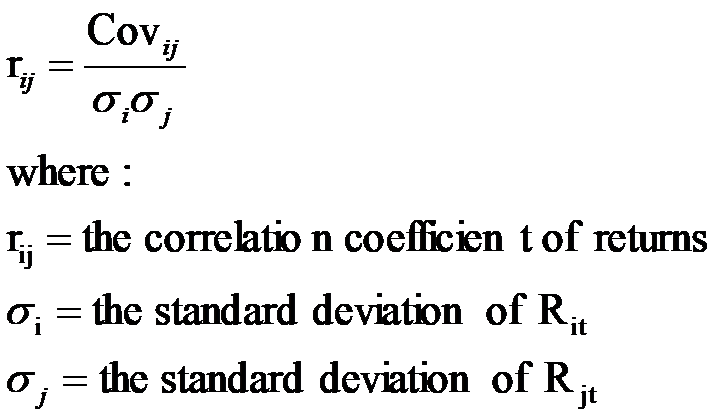 r_ij = Cov_ij / σ_i σ_j
where :
r_ij = the correlatio n coefficien t of returns
σ_i = the standard deviation of R_it
σ_j = the standard deviation of R_jt